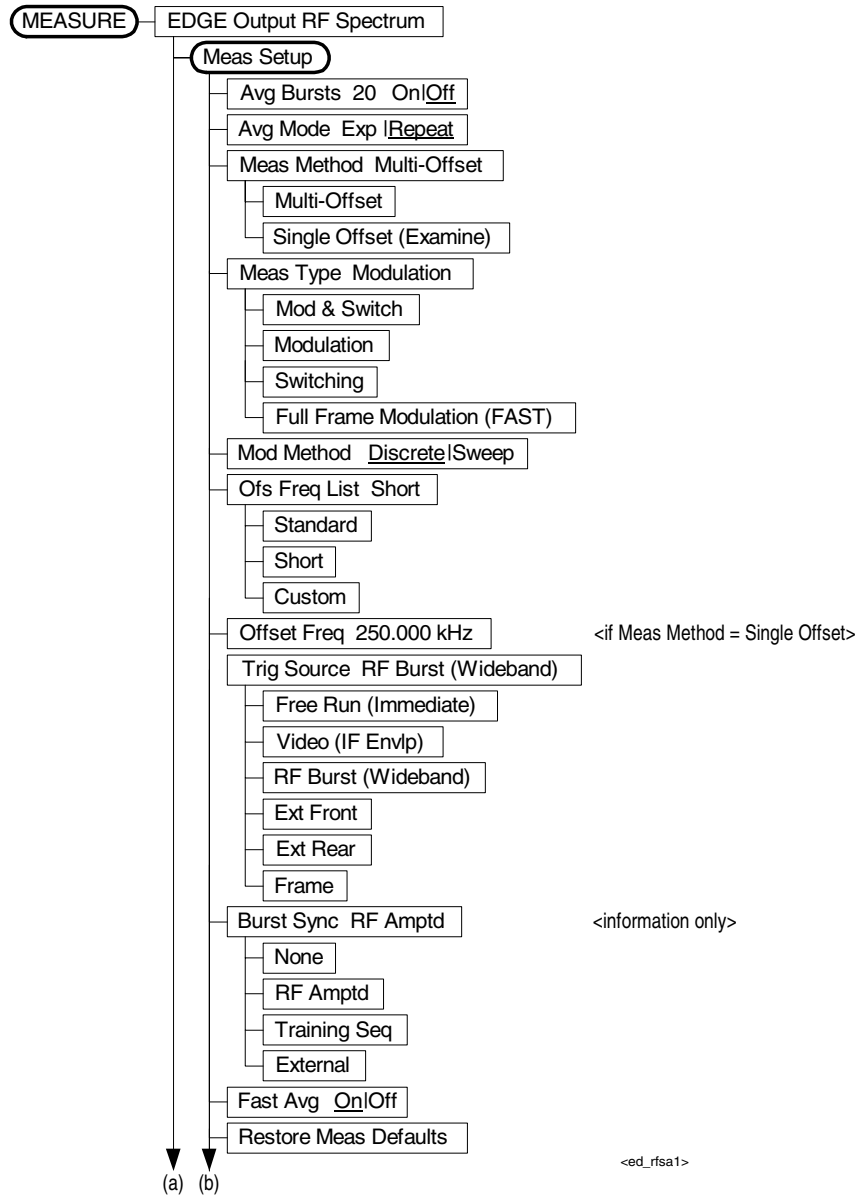 MEASURE EDGE Output RF Spectrum
Meas Setup
Avg Bursts 20 On|Off
Avg Mode Exp |Repeat
Meas Method Multi-Offset
Multi-Offset
Single Offset (Examine)
Meas Type Modulation
Mod & Switch
Modulation
Switching
Full Frame Modulation (FAST)
Mod Method Discrete|Sweep
Ofs Freq List Short
Standard
Short
Custom
Offset Freq 250.000 kHz <if Meas Method = Single Offset>
Trig Source RF Burst (Wideband)
Free Run (Immediate)
Video (IF Envlp)
RF Burst (Wideband)
Ext Front
Ext Rear
Frame
Burst Sync RF Amptd <information only>
None
RF Amptd
Training Seq
External
Fast Avg On|Off
Restore Meas Defaults
<ed_rfsa1>
(a) (b)